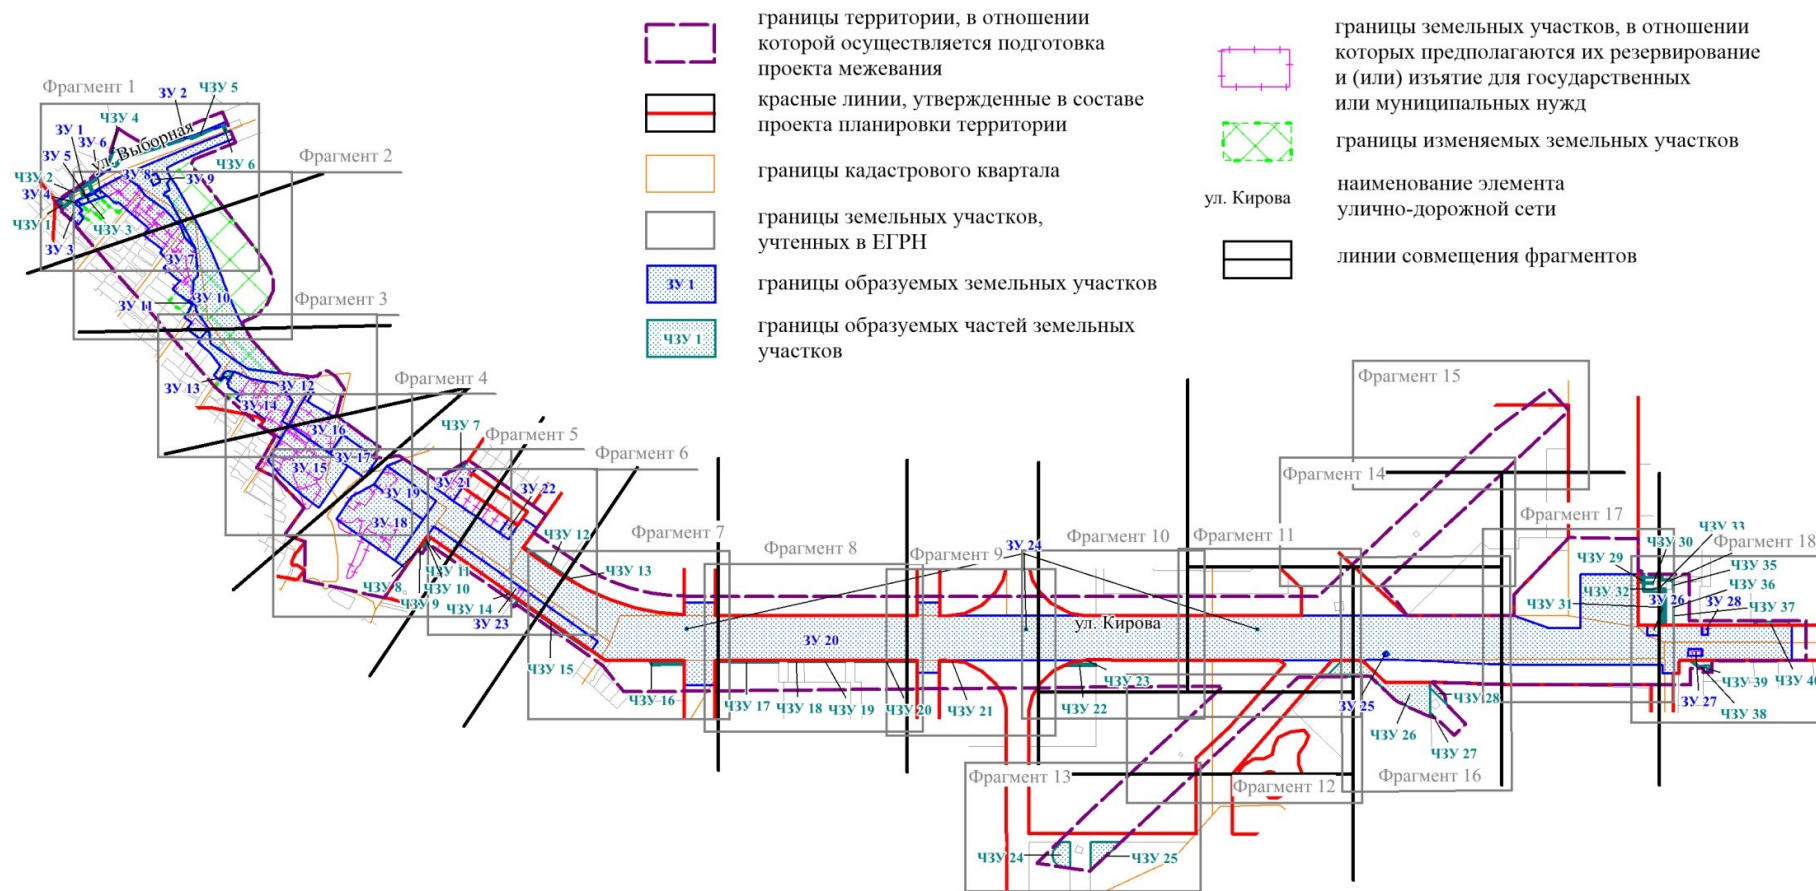 границы территории, в отношении
которой осуществляется подготовка
проекта межевания
красные линии, утвержденные в составе
проекта планировки территории
границы кадастрового квартала
границы земельных участков,
учтенных в ЕГРН
ЗУ 1
границы образуемых земельных участков
ЧЗУ 1
границы образуемых частей земельных
участков
границы земельных участков, в отношении
которых предполагаются их резервирование
и (или) изъятие для государственных
или муниципальных нужд
границы изменяемых земельных участков
ул. Кирова
наименование элемента
улично-дорожной сети
линии совмещения фрагментов
Фрагмент 1
ЗУ 2
ЧЗУ 5
ЧЗУ 4
ЗУ 1
ЗУ 6
ул. Выборная
ЗУ 5
ЧЗУ 2
ЗУ 4
ЗУ 8
ЗУ 9
ЧЗУ 6
Фрагмент 2
ЧЗУ 1
ЗУ 3
ЧЗУ 3
ЗУ 7
ЗУ 11
ЗУ 10
Фрагмент 3
ЗУ 13
ЗУ 12
ЗУ 14
Фрагмент 4
ЗУ 16
ЗУ 15
ЗУ 17
ЧЗУ 7
Фрагмент 5
Фрагмент 6
ЗУ 19
ЗУ 21
ЗУ 22
ЗУ 18
ЧЗУ 8
ЧЗУ 11
ЧЗУ 10
ЧЗУ 9
ЧЗУ 14
ЗУ 23
ЧЗУ 12
ЧЗУ 13
ЧЗУ 15
Фрагмент 7
Фрагмент 8
Фрагмент 9
ЗУ 24
Фрагмент 10
Фрагмент 11
ЗУ 20
ул. Кирова
ЧЗУ 16
ЧЗУ 17
ЧЗУ 18
ЧЗУ 19
ЧЗУ 20
ЧЗУ 21
ЧЗУ 22
ЧЗУ 23
Фрагмент 13
ЧЗУ 24
ЧЗУ 25
Фрагмент 12
Фрагмент 15
Фрагмент 14
Фрагмент 17
ЗУ 25
ЧЗУ 26
ЧЗУ 28
ЧЗУ 27
Фрагмент 16
ЧЗУ 33
ЧЗУ 30
ЧЗУ 29
Фрагмент 18
ЧЗУ 35
ЧЗУ 32
ЧЗУ 36
ЧЗУ 31
ЗУ 26
ЗУ 28
ЧЗУ 37
ЧЗУ 40
ЧЗУ 39
ЗУ 27
ЧЗУ 38